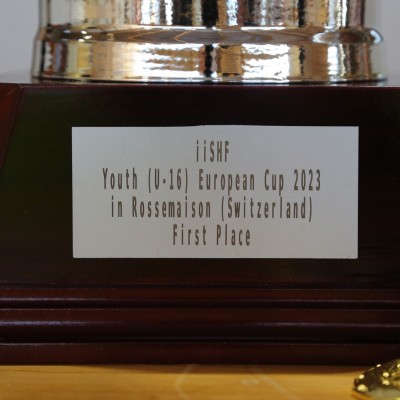 iiSHF
Youth (U-16) European Cup 2023
in Rossemaison (Switzerland)
First Place